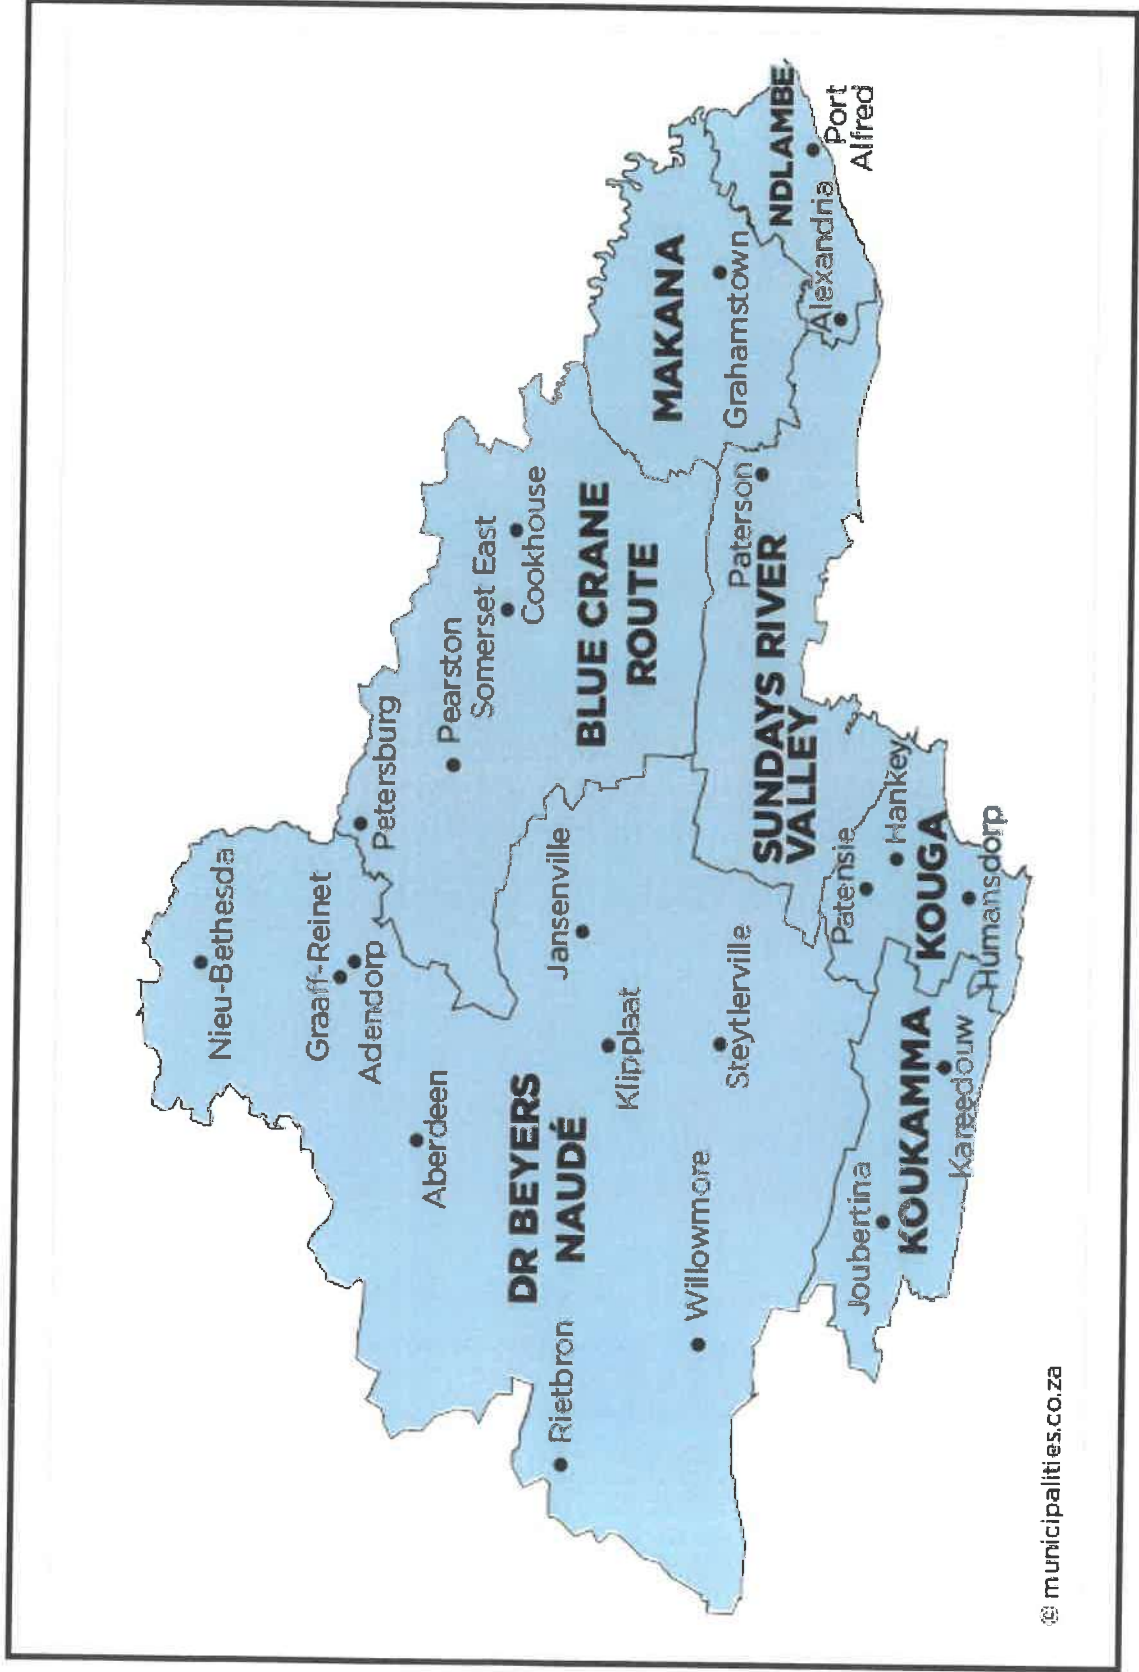 Nieu-Bethesda
Graaff-Reinet
Adendorp
Petersburg
Aberdeen
Pearston
Somerset East
Cookhouse
DR BEYERS
NAUDÉ
Jansenville
BLUE CRANE
ROUTE
Rietbron
Klipplaat
MAKANA
Willowmore
Steytlerville
Paterson
Grahamstown
SUNDAYS RIVER
VALLEY
NDLAMBE
Alexandria
Port
Alfred
Joubertina
Patensie
Hankey
KOUKAMMA
KOUGA
Kareedouw
Humansdorp
© municipalities.co.za